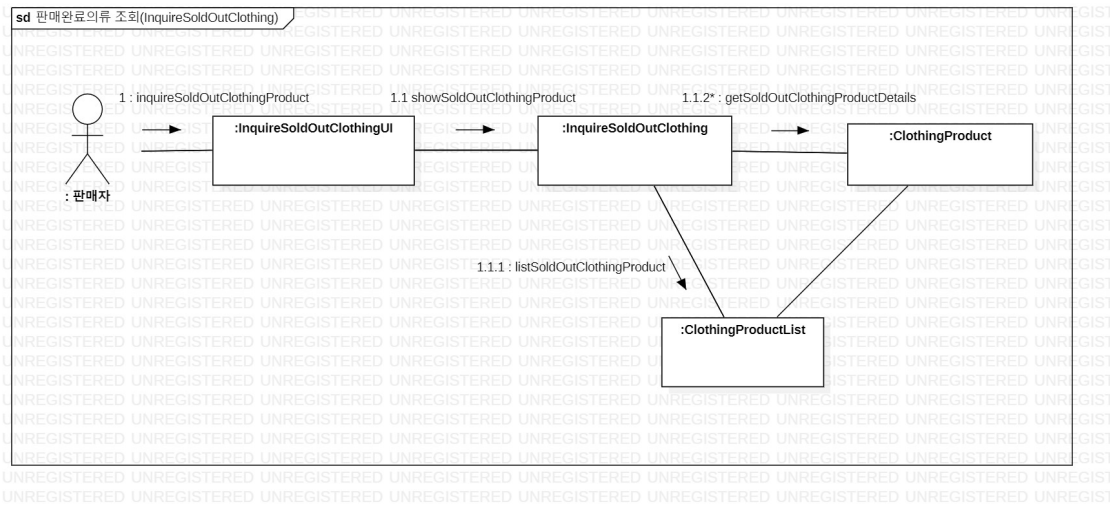 sd 판매완료의류 조회(InquireSoldOutClothing)
1 : inquireSoldOutClothingProduct
1.1 showSoldOutClothingProduct
1.1.2* : getSoldOutClothingProductDetails
:InquireSoldOutClothingUI
:InquireSoldOutClothing
:ClothingProduct
: 판매자
1.1.1 : listSoldOutClothingProduct
:ClothingProductList
UNREGISTERED